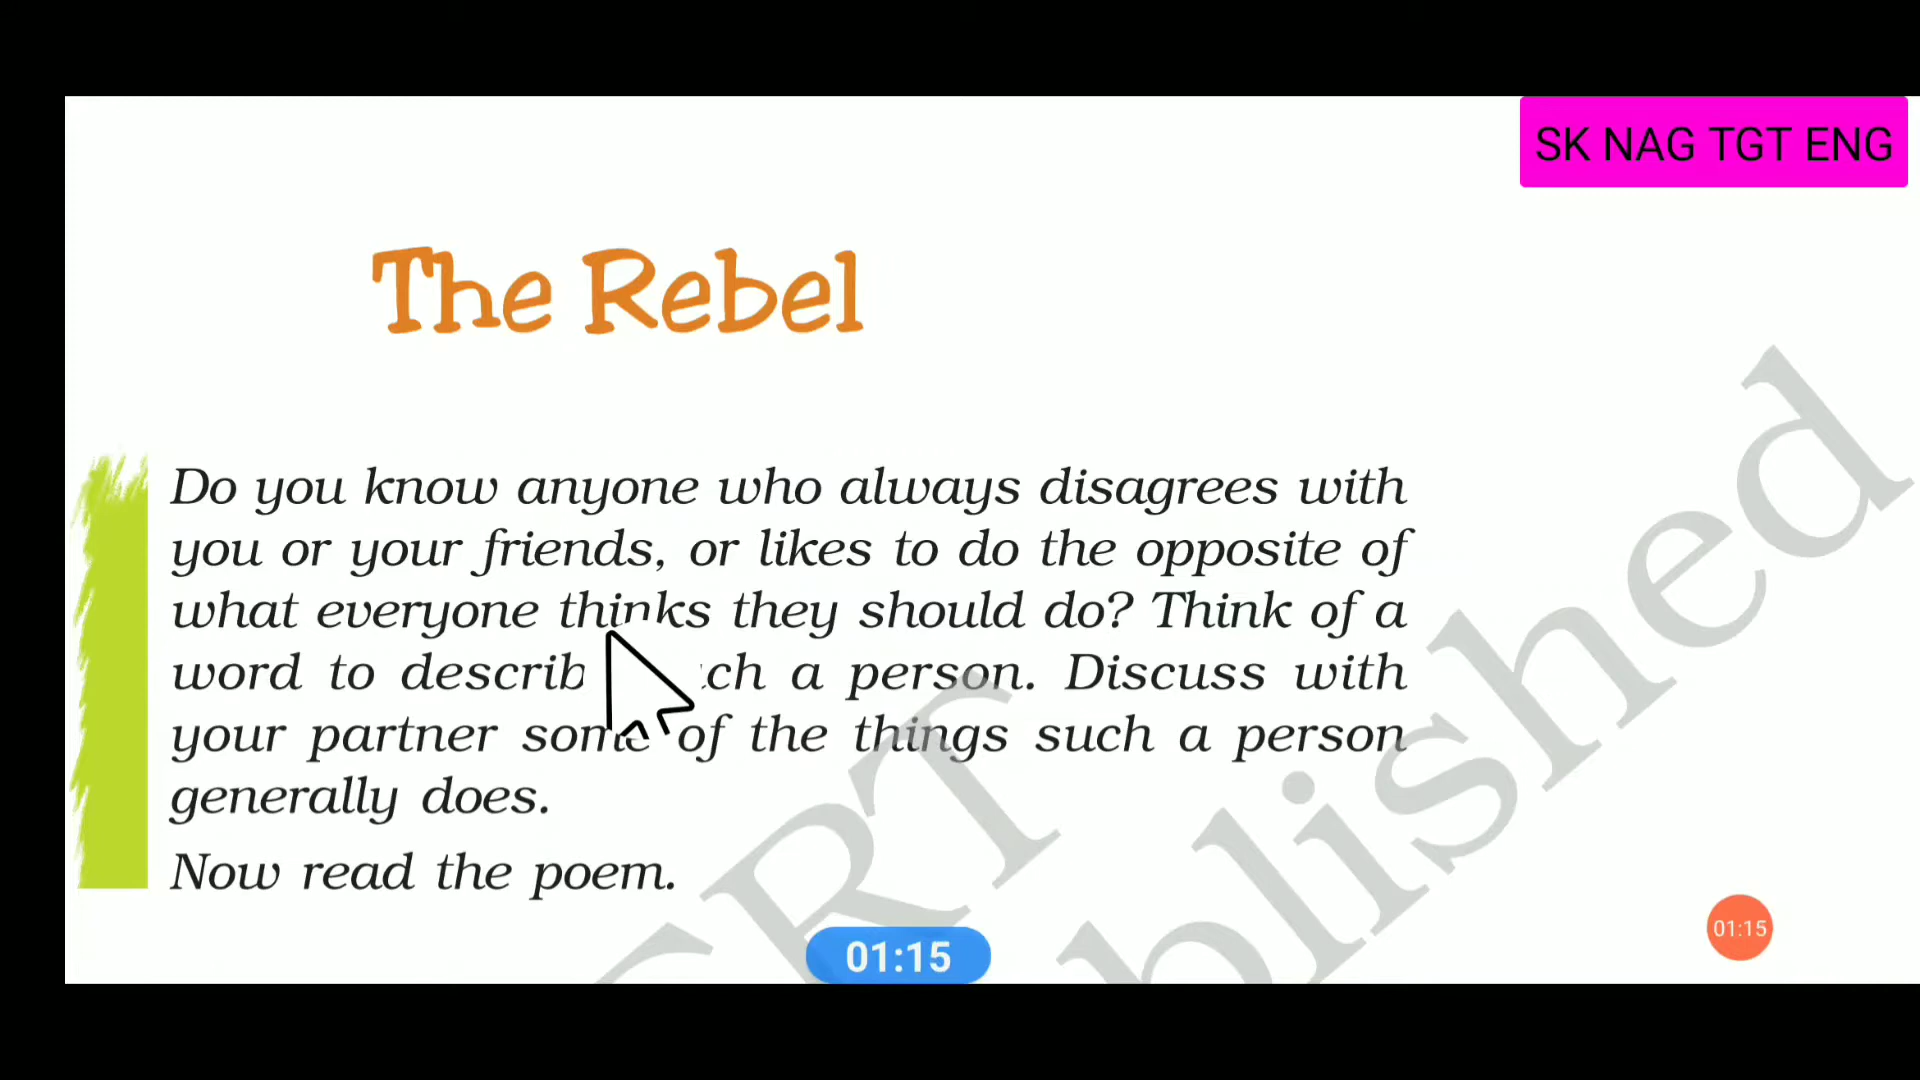 SK NAG TGT ENG
The Rebel
Do you know anyone who always disagrees with
you or your friends, or likes to do the opposite of
what everyone thinks they should do? Think of a
word to describ ch a person. Discuss with
your partner some of the things such a person
generally does.
Now read the poem.
01:15
01:15